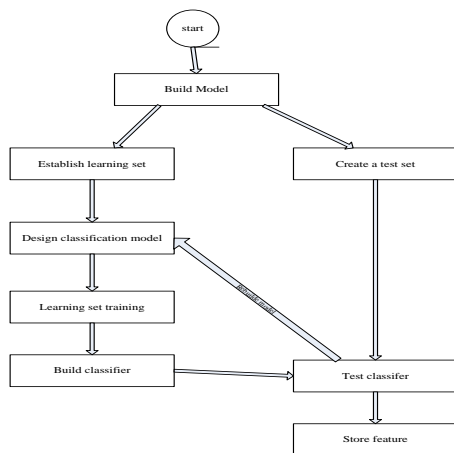 start
Build Model
Establish learning set
Create a test set
Design classification model
Learning set training
Build classifier
Test classifer
Store feature